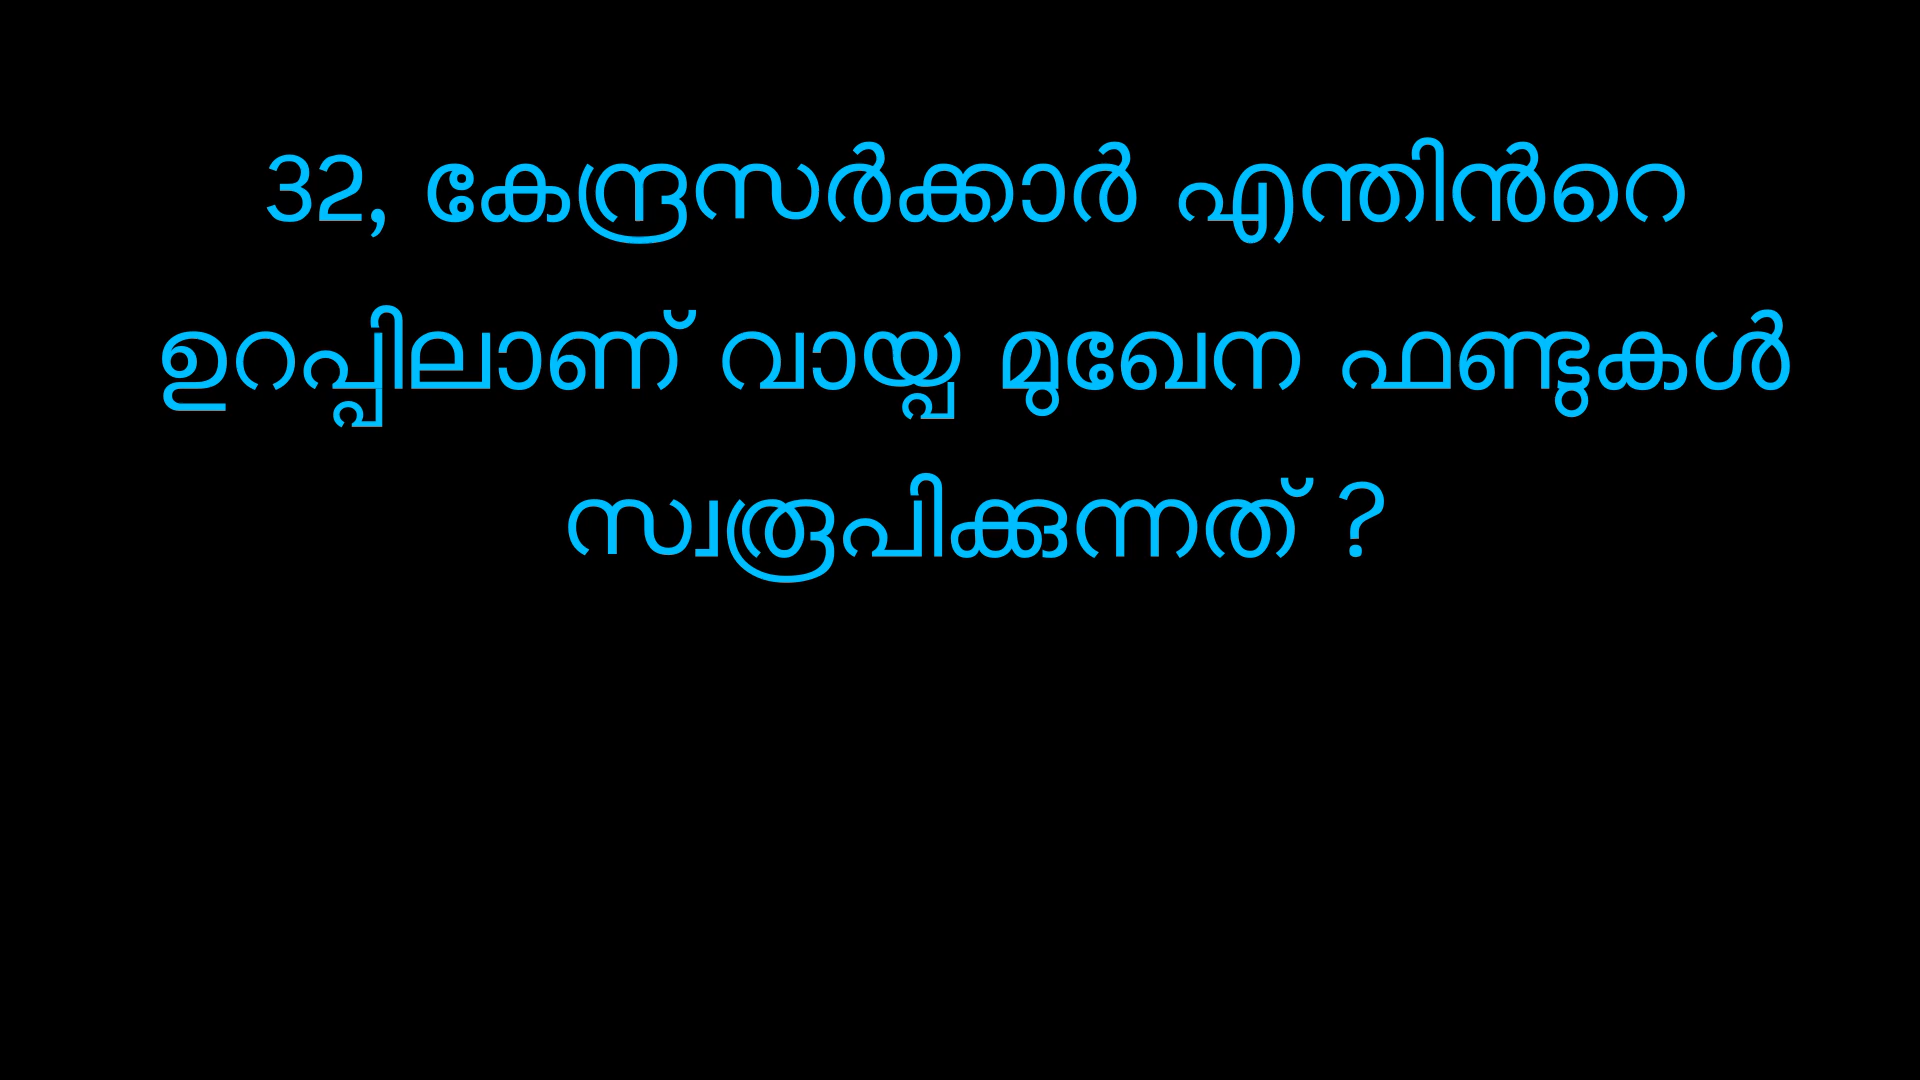 32, കേന്ദ്രസർക്കാർ എന്തിൻറെ
ഉറപ്പിലാണ് വായ്പ മുഖേന ഫണ്ടുകൾ
സ്വരൂപിക്കുന്നത് ?